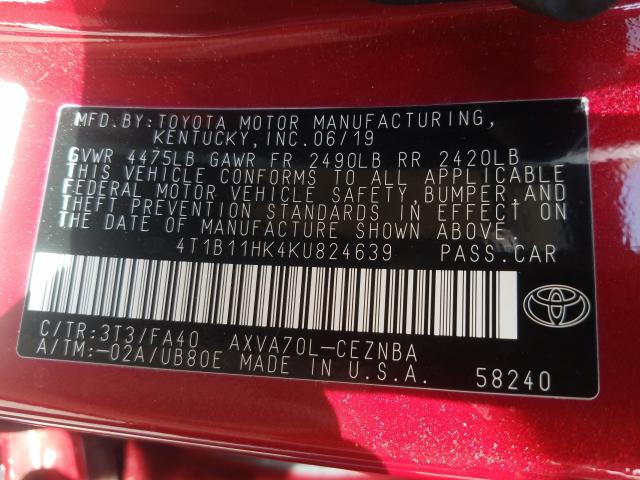 MFD.BY:TOYOTA MOTOR MANUFACTURING,
KENTUCKY,INC.06/19
GVWR 4475LB GAWR FR 2490LB RR 2420LB
THIS VEHICLE CONFORMS TO ALL APPLICABLE
FEDERAL MOTOR VEHICLE SAFETY,BUMPER,AND
THEFT PREVENTION STANDARDS IN EFFECT ON
THE DATE OF MANUFACTURE SHOWN ABOVE.
4T1B11HK4KU824639 PASS.CAR
C/TR:3T3/FA40 AXVA70L-CEZNBA
A/TM:-02A/UB80E MADE IN U.S.A.
58240